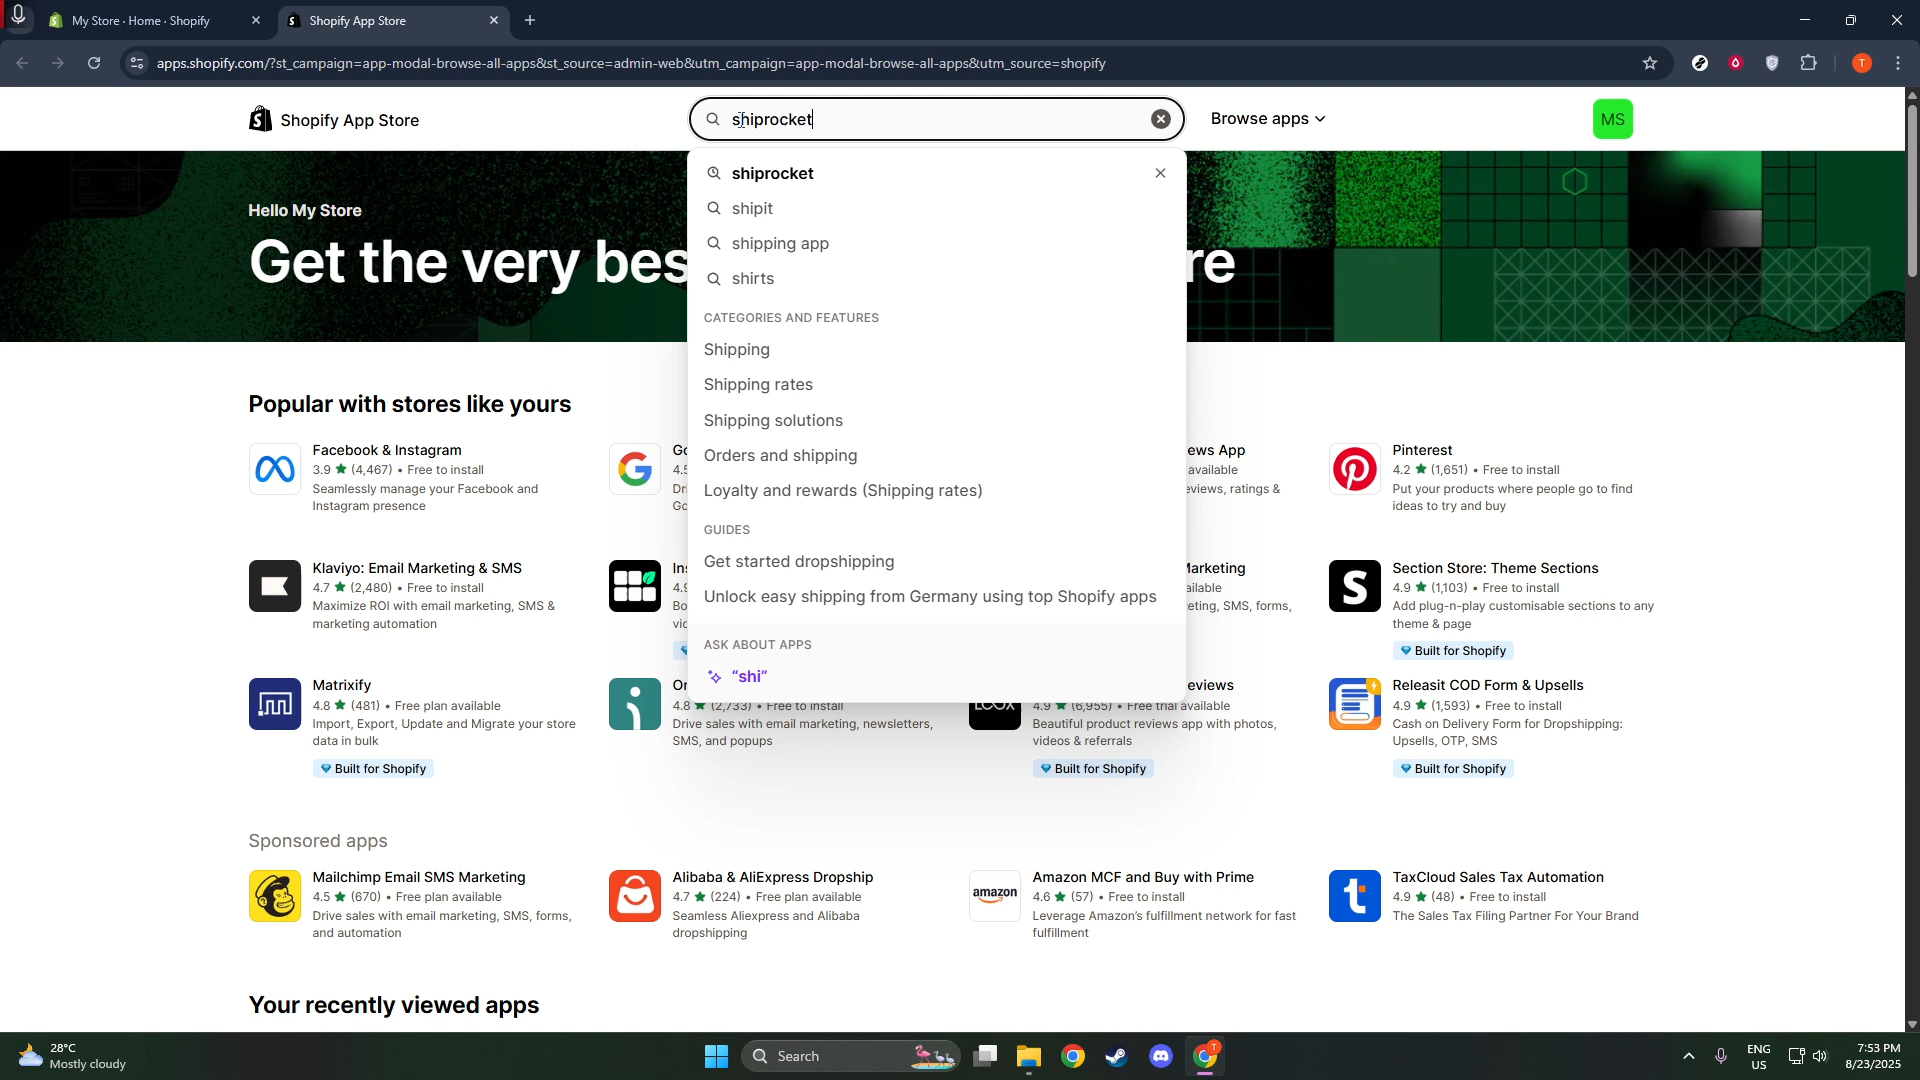 My Store · Home · Shopify
Shopify App Store
apps.shopify.com/?st_campaign=app-modal-browse-all-apps&st_source=admin-web&utm_campaign=app-modal-browse-all-apps&utm_source=shopify
T
Shopify App Store
shiprocket
Browse apps
MS
shiprocket
shipit
shipping app
shirts
CATEGORIES AND FEATURES
Shipping
Shipping rates
Shipping solutions
Orders and shipping
Loyalty and rewards (Shipping rates)
GUIDES
Get started dropshipping
Unlock easy shipping from Germany using top Shopify apps
ASK ABOUT APPS
“shi”
Hello My Store
Get the very bes
re
Popular with stores like yours
Facebook & Instagram
3.9 ★ (4,467) • Free to install
Seamlessly manage your Facebook and
Instagram presence
ews App
available
eviews, ratings &
Pinterest
4.2 ★ (1,651) • Free to install
Put your products where people go to find
ideas to try and buy
Klaviyo: Email Marketing & SMS
4.7 ★ (2,480) • Free to install
Maximize ROI with email marketing, SMS &
marketing automation
Marketing
ailable
eting, SMS, forms,
Section Store: Theme Sections
4.9 ★ (1,103) • Free to install
Add plug-n-play customisable sections to any
theme & page
Built for Shopify
Matrixify
4.8 ★ (481) • Free plan available
Import, Export, Update and Migrate your store
data in bulk
Built for Shopify
4.8 ★ (2,733) • Free to install
Drive sales with email marketing, newsletters,
SMS, and popups
LOOX
eviews
4.9 ★ (6,955) • Free trial available
Beautiful product reviews app with photos,
videos & referrals
Built for Shopify
Releasit COD Form & Upsells
4.9 ★ (1,593) • Free to install
Cash on Delivery Form for Dropshipping:
Upsells, OTP, SMS
Built for Shopify
Sponsored apps
Mailchimp Email SMS Marketing
4.5 ★ (670) • Free plan available
Drive sales with email marketing, SMS, forms,
and automation
Alibaba & AliExpress Dropship
4.7 ★ (224) • Free plan available
Seamless Aliexpress and Alibaba
dropshipping
amazon
Amazon MCF and Buy with Prime
4.6 ★ (57) • Free to install
Leverage Amazon’s fulfillment network for fast
fulfillment
TaxCloud Sales Tax Automation
4.9 ★ (48) • Free to install
The Sales Tax Filing Partner For Your Brand
Your recently viewed apps
28°C
Mostly cloudy
Search
ENG
US
7:53 PM
8/23/2025